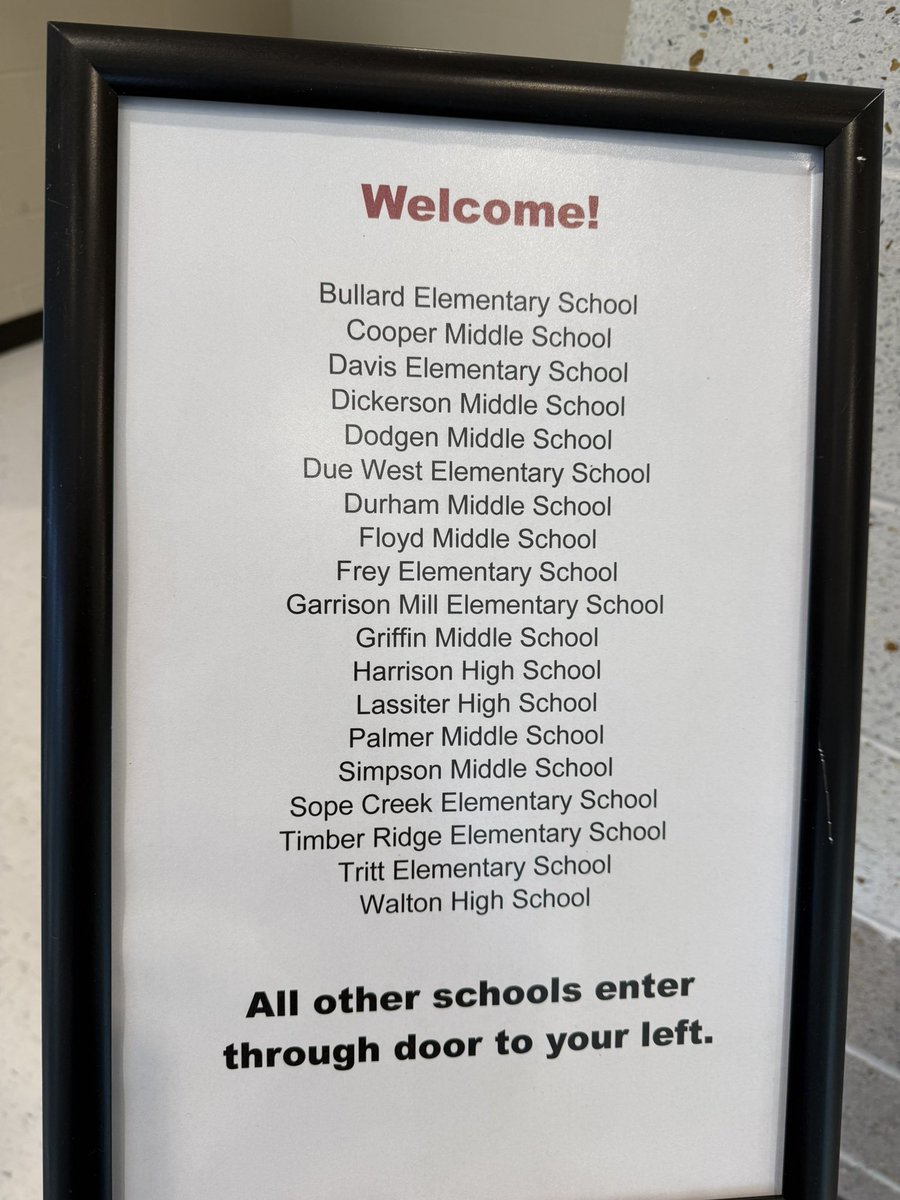 Welcome!
Bullard Elementary School
Cooper Middle School
Davis Elementary School
Dickerson Middle School
Dodgen Middle School
Due West Elementary School
Durham Middle School
Floyd Middle School
Frey Elementary School
Garrison Mill Elementary School
Griffin Middle School
Harrison High School
Lassiter High School
Palmer Middle School
Simpson Middle School
Sope Creek Elementary School
Timber Ridge Elementary School
Tritt Elementary School
Walton High School
All other schools enter
through door to your left.